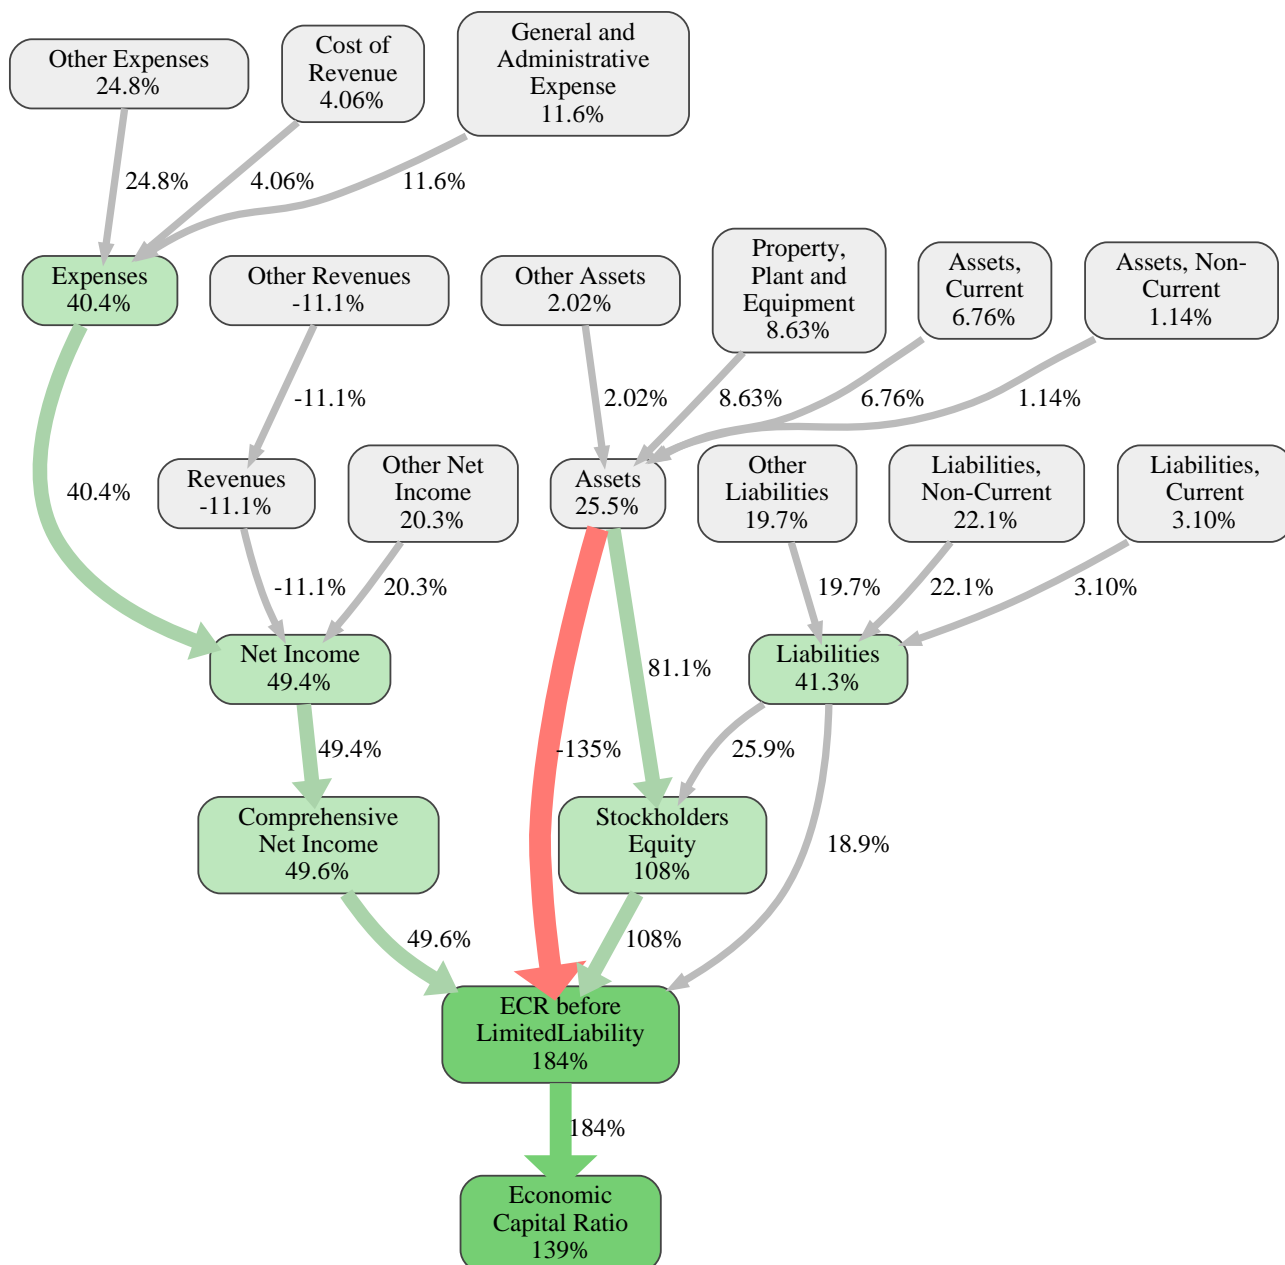 Other Expenses
24.8%
Cost of
Revenue
4.06%
General and
Administrative
Expense
11.6%
24.8%
4.06%
11.6%
Expenses
40.4%
Other Revenues
-11.1%
Other Assets
2.02%
Property,
Plant and
Equipment
8.63%
Assets,
Current
6.76%
Assets, Non-
Current
1.14%
-11.1%
2.02%
8.63%
6.76%
1.14%
40.4%
Revenues
-11.1%
Other Net
Income
20.3%
Assets
25.5%
Other
Liabilities
19.7%
Liabilities,
Non-Current
22.1%
Liabilities,
Current
3.10%
-11.1%
20.3%
19.7%
22.1%
3.10%
Net Income
49.4%
81.1%
Liabilities
41.3%
49.4%
-135%
25.9%
Comprehensive
Net Income
49.6%
Stockholders
Equity
108%
18.9%
49.6%
108%
ECR before
LimitedLiability
184%
184%
Economic
Capital Ratio
139%